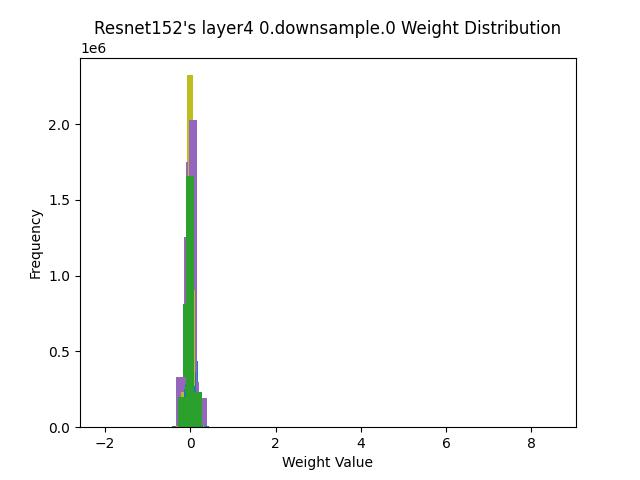 Resnet152's layer4 0.downsample.0 Weight Distribution
1e6
2.0
1.5
1.0
0.5
0.0
Frequency
−2 0 2 4 6 8
Weight Value